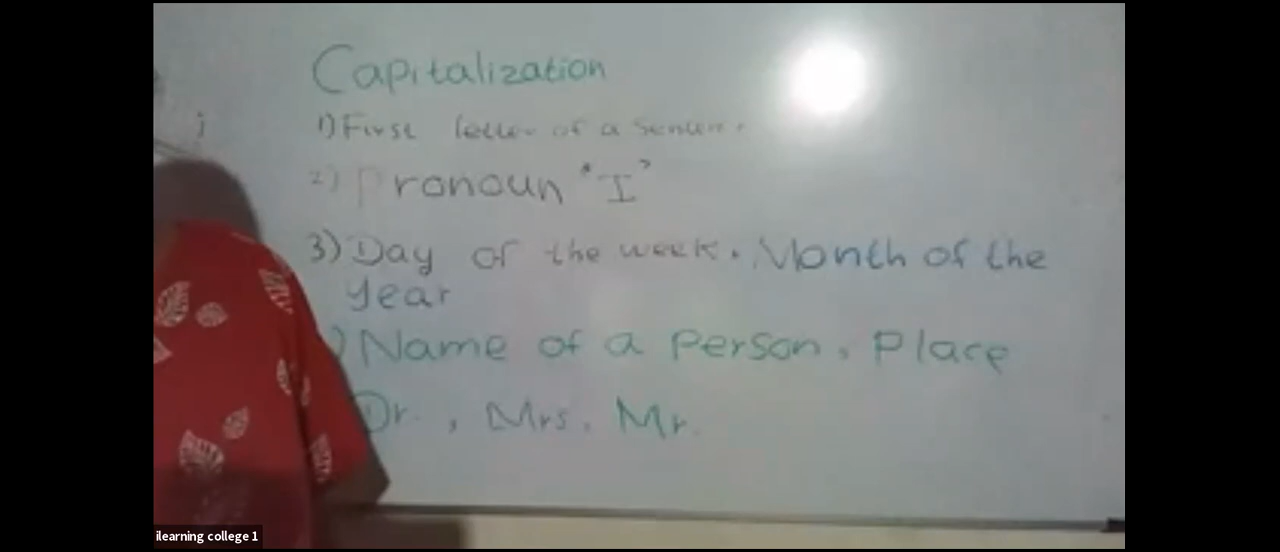 Capitalization
1) First letter of a
2) Pronoun "I"
3) Day of the week. Month of the
year
) Name of a Person, Place
Dr., Mrs. Mr.
ilearning college 1